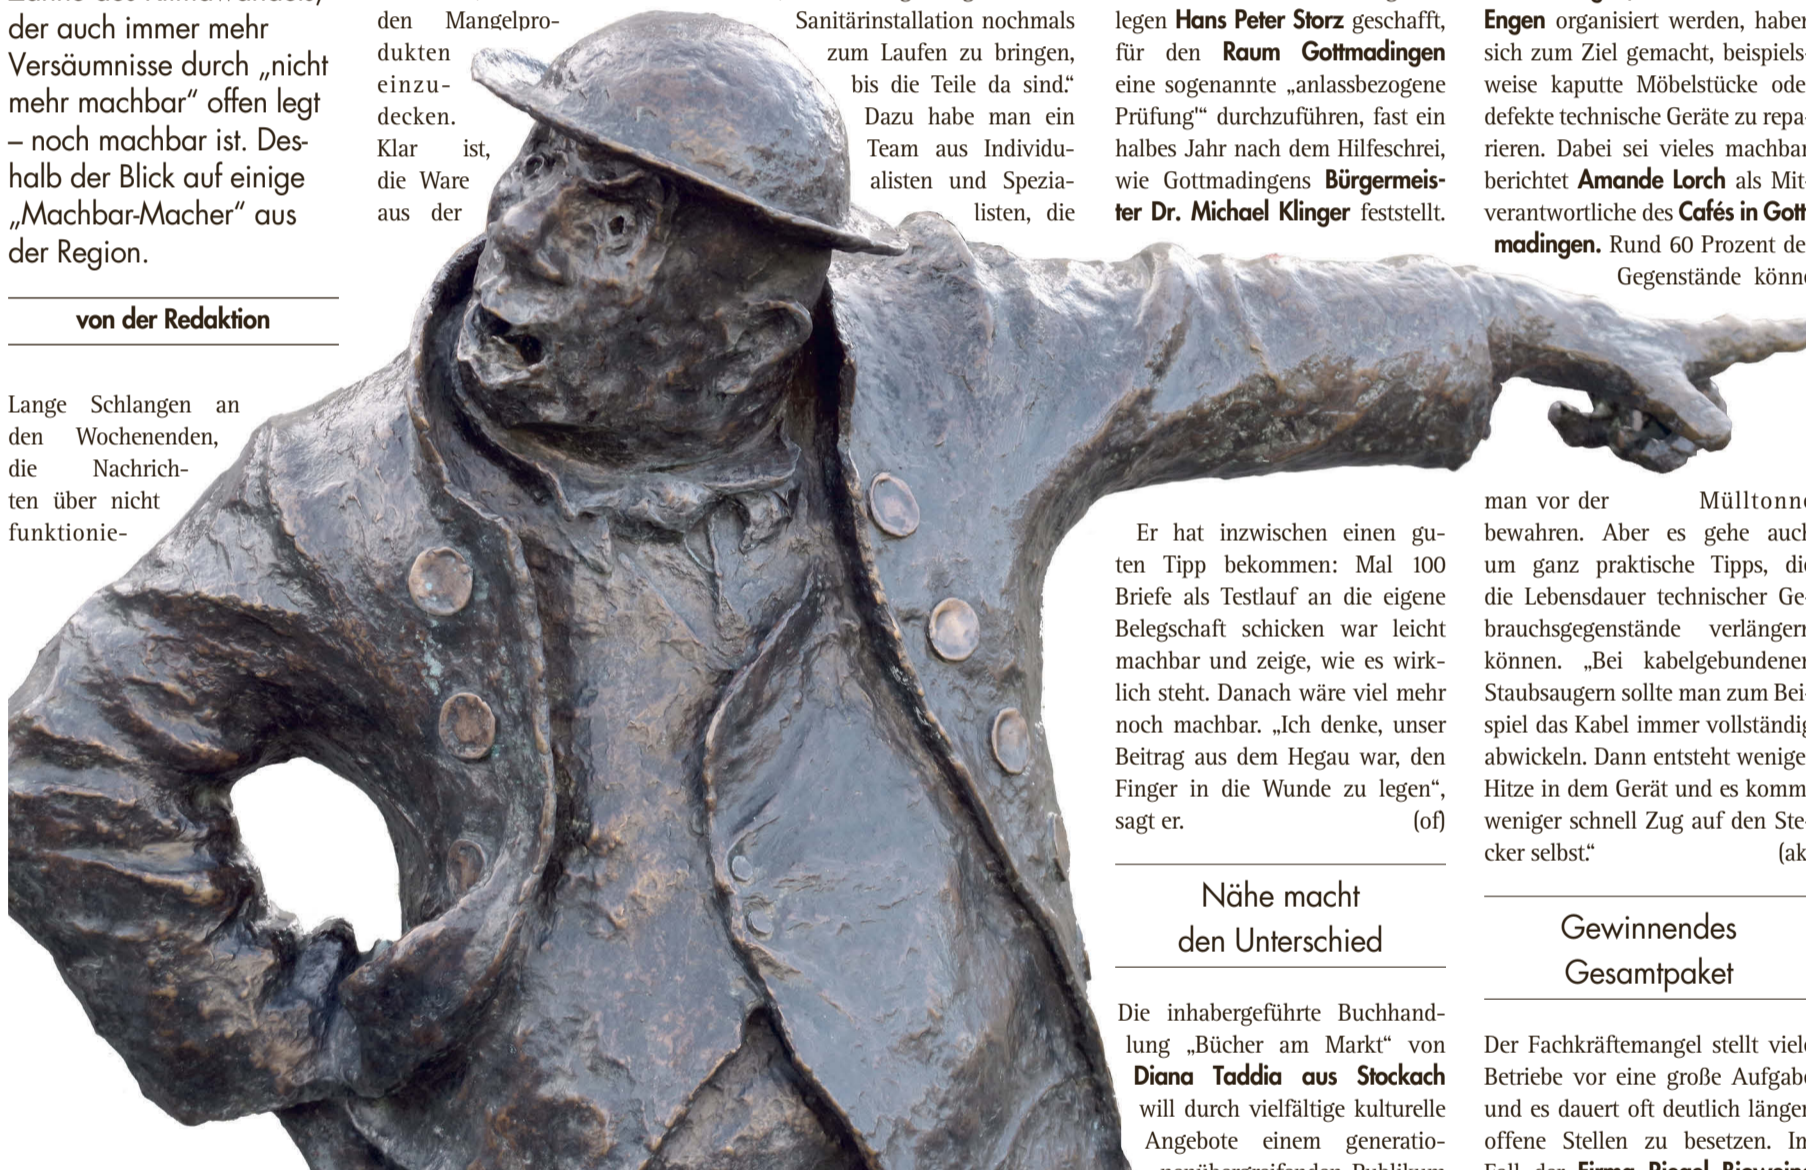 der auch immer mehr
Versäumnisse durch „nicht
mehr machbar“ offen legt
– noch machbar ist. Des-
halb der Blick auf einige
„Machbar-Macher“ aus
der Region.
von der Redaktion
Lange Schlangen an
den Wochenenden,
die Nachrich-
ten über nicht
funktionie-
den Mangelpro-
dukten
einzu-
decken.
Klar ist,
die Ware
aus der
Sanitärinstallation nochmals
zum Laufen zu bringen,
bis die Teile da sind.“
Dazu habe man ein
Team aus Individu-
alisten und Spezia-
listen, die
legen Hans Peter Storz geschafft,
für den Raum Gottmadingen
eine sogenannte „anlassbezogene
Prüfung'“ durchzuführen, fast ein
halbes Jahr nach dem Hilfeschrei,
wie Gottmadingens Bürgermeis-
ter Dr. Michael Klinger feststellt.
Er hat inzwischen einen gu-
ten Tipp bekommen: Mal 100
Briefe als Testlauf an die eigene
Belegschaft schicken war leicht
machbar und zeige, wie es wirk-
lich steht. Danach wäre viel mehr
noch machbar. „Ich denke, unser
Beitrag aus dem Hegau war, den
Finger in die Wunde zu legen“,
sagt er. (of)
Nähe macht
den Unterschied
Die inhabergeführte Buchhand-
lung „Bücher am Markt“ von
Diana Taddia aus Stockach
will durch vielfältige kulturelle
Angebote einem generatio-
Engen organisiert werden, haben
sich zum Ziel gemacht, beispiels-
weise kaputte Möbelstücke oder
defekte technische Geräte zu repa-
rieren. Dabei sei vieles machbar
berichtet Amande Lorch als Mit-
verantwortliche des Cafés in Gott-
madingen. Rund 60 Prozent der
Gegenstände könne
man vor der Mülltonne
bewahren. Aber es gehe auch
um ganz praktische Tipps, die
die Lebensdauer technischer Ge-
brauchsgegenstände verlängern
können. „Bei kabelgebundenen
Staubsaugern sollte man zum Bei-
spiel das Kabel immer vollständig
abwickeln. Dann entsteht weniger
Hitze in dem Gerät und es kommt
weniger schnell Zug auf den Ste-
cker selbst.“ (ak
Gewinnendes
Gesamtpaket
Der Fachkräftemangel stellt viele
Betriebe vor eine große Aufgabe
und es dauert oft deutlich länger
offene Stellen zu besetzen. Im